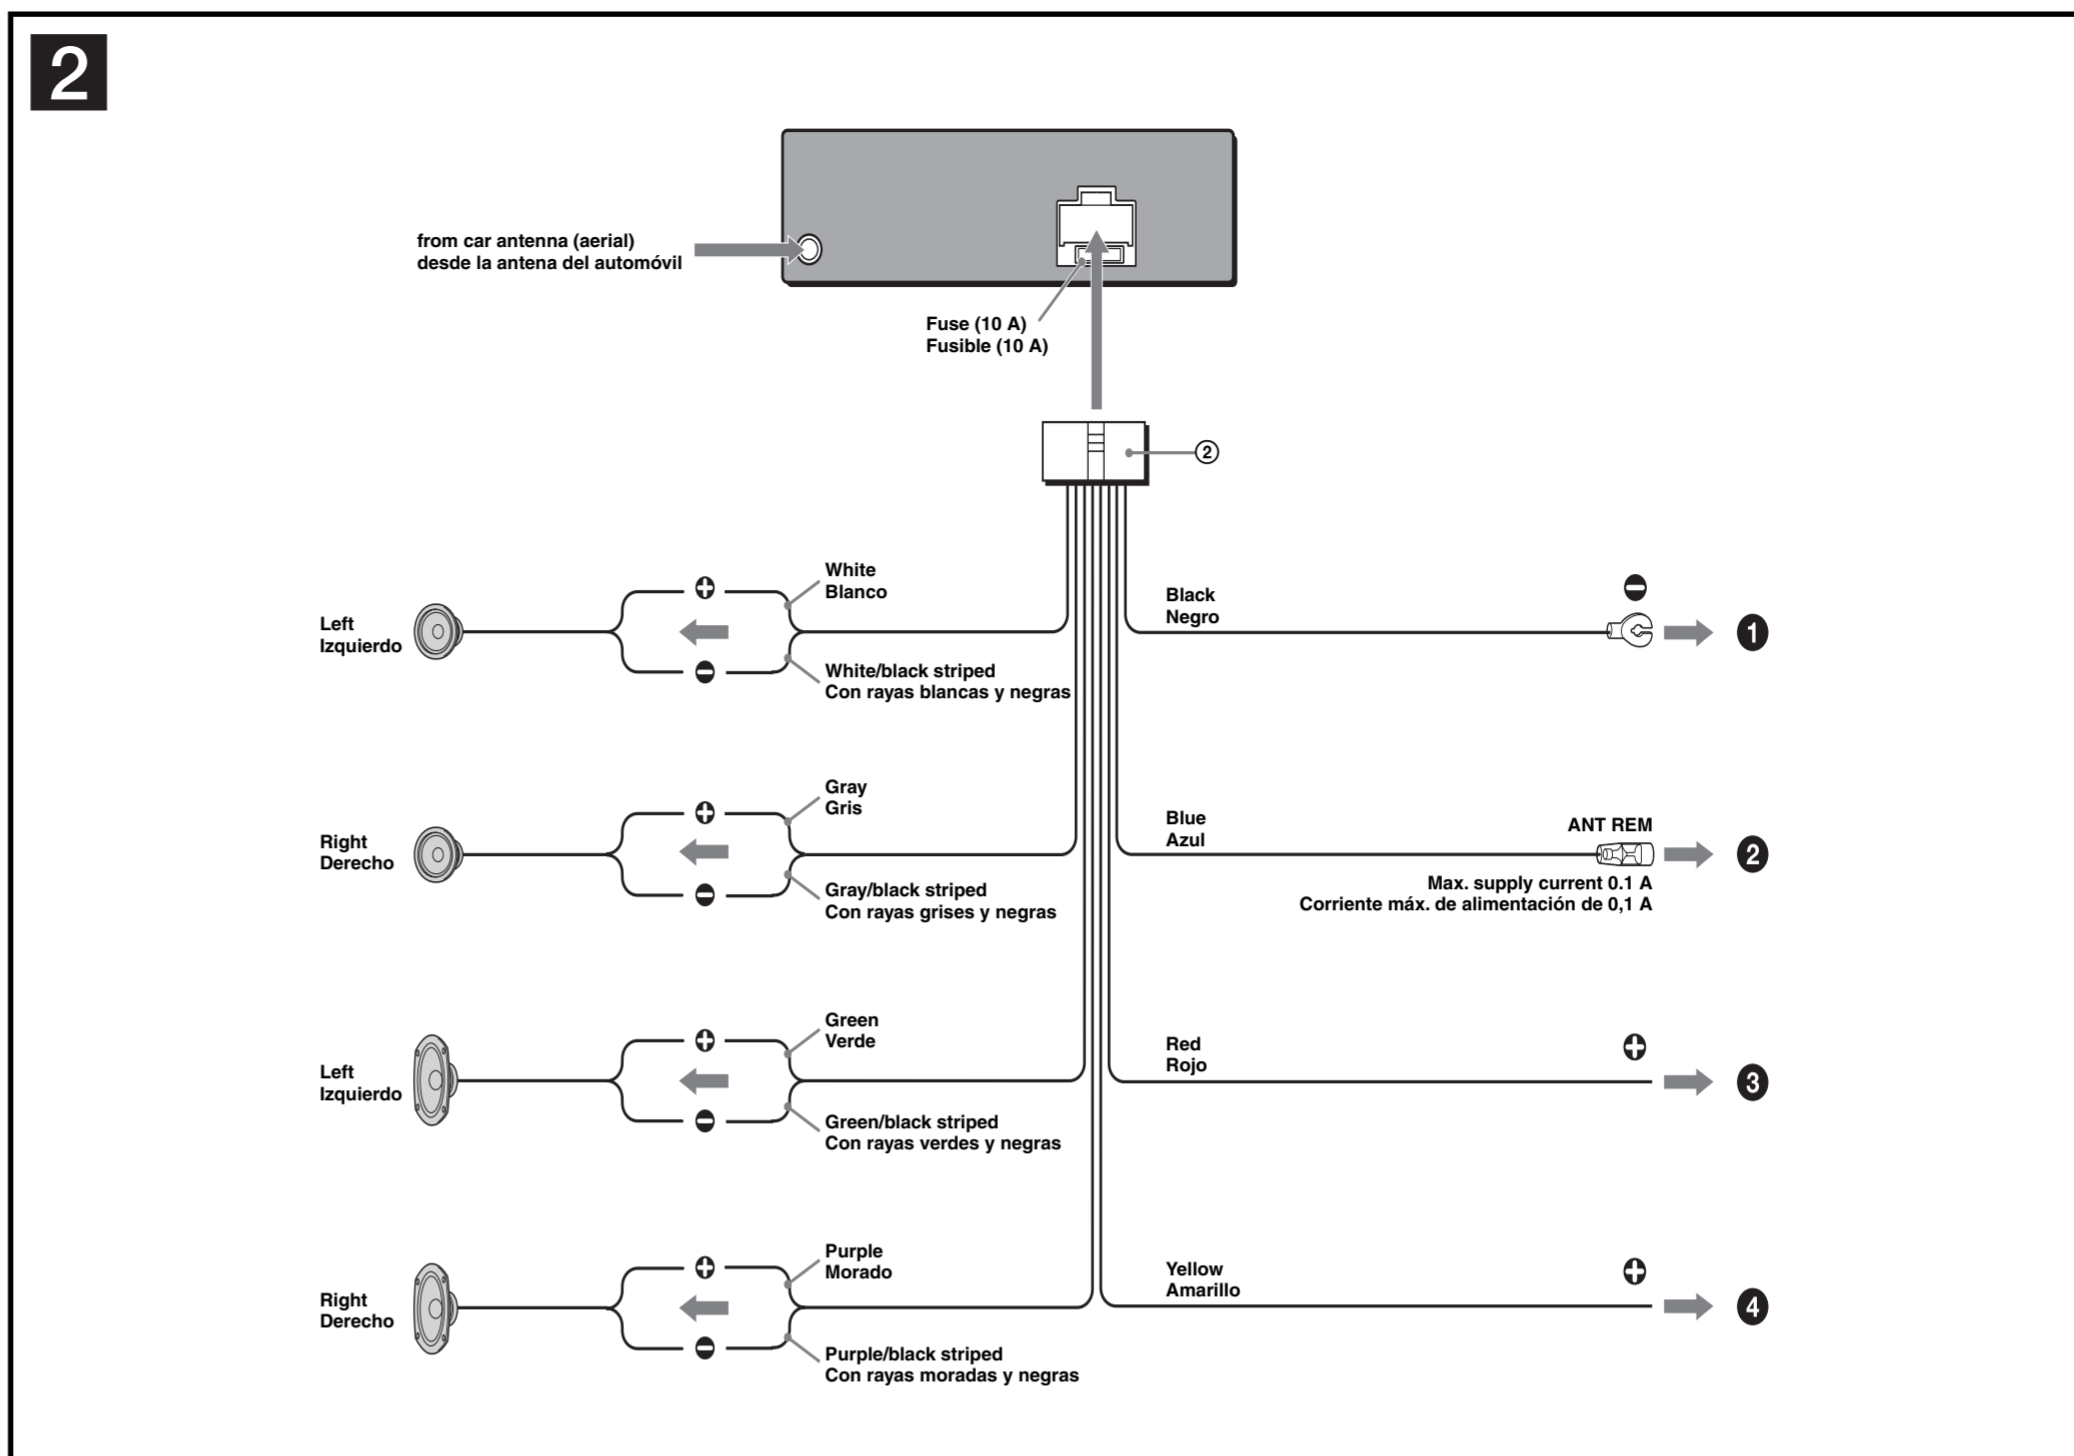 2
from car antenna (aerial)
desde la antena del automóvil
Fuse (10 A)
Fusible (10 A)
②
White
Blanco
Left
Izquierdo
White/black striped
Con rayas blancas y negras
Black
Negro
❶
Gray
Gris
Right
Derecho
Gray/black striped
Con rayas grises y negras
Blue
Azul
ANT REM
❷
Max. supply current 0.1 A
Corriente máx. de alimentación de 0,1 A
Green
Verde
Left
Izquierdo
Green/black striped
Con rayas verdes y negras
Red
Rojo
❸
Purple
Morado
Right
Derecho
Purple/black striped
Con rayas moradas y negras
Yellow
Amarillo
❹